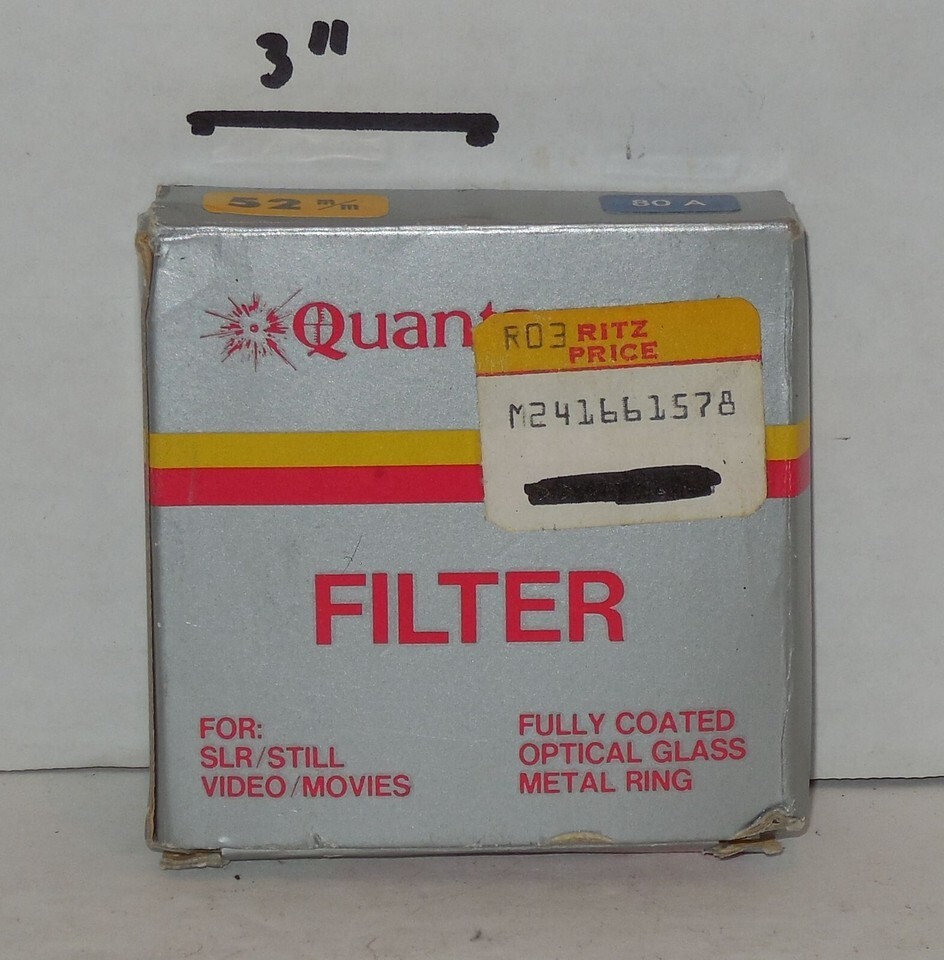 3"
52 m/m
80 A
Quant
R03 RITZ
PRICE
M241661578
FILTER
FOR:
SLR/STILL
VIDEO/MOVIES
FULLY COATED
OPTICAL GLASS
METAL RING